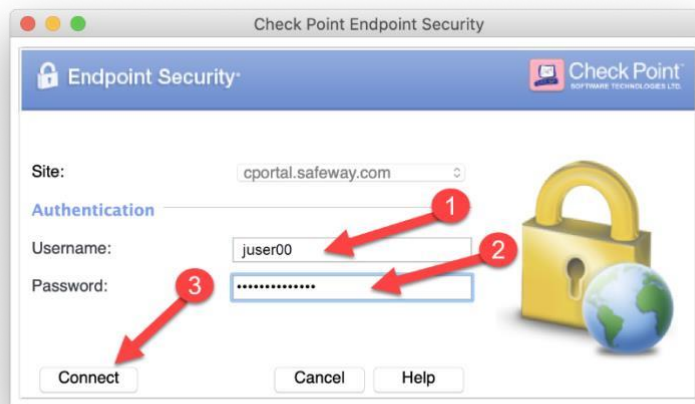 Check Point Endpoint Security
Endpoint Security
Check Point
SOFTWARE TECHNOLOGIES LTD.
Site:
cportal.safeway.com
Authentication
1
Username:
juser00
2
Password:
••••••••••••••
3
Connect
Cancel
Help